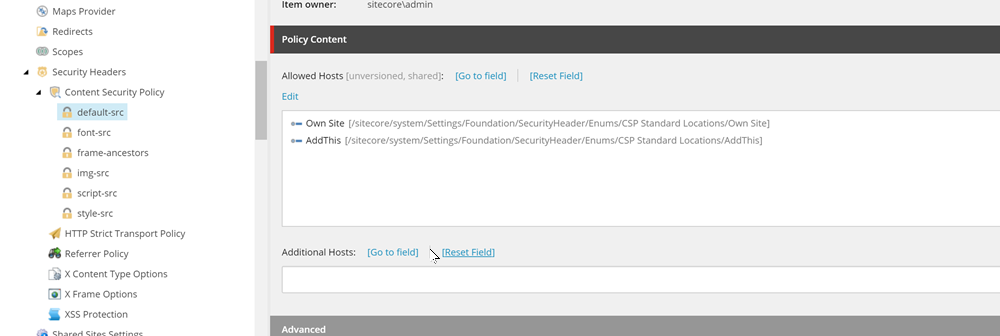 Maps Provider
Redirects
Scopes
Security Headers
Content Security Policy
default-src
font-src
frame-ancestors
img-src
script-src
style-src
HTTP Strict Transport Policy
Referrer Policy
X Content Type Options
X Frame Options
XSS Protection
Shared Sites Settings
Item owner: sitecore\admin
Policy Content
Allowed Hosts [unversioned, shared]: [Go to field] [Reset Field]
Edit
Own Site [/sitecore/system/Settings/Foundation/SecurityHeader/Enums/CSP Standard Locations/Own Site]
AddThis [/sitecore/system/Settings/Foundation/SecurityHeader/Enums/CSP Standard Locations/AddThis]
Additional Hosts: [Go to field] [Reset Field]
Advanced